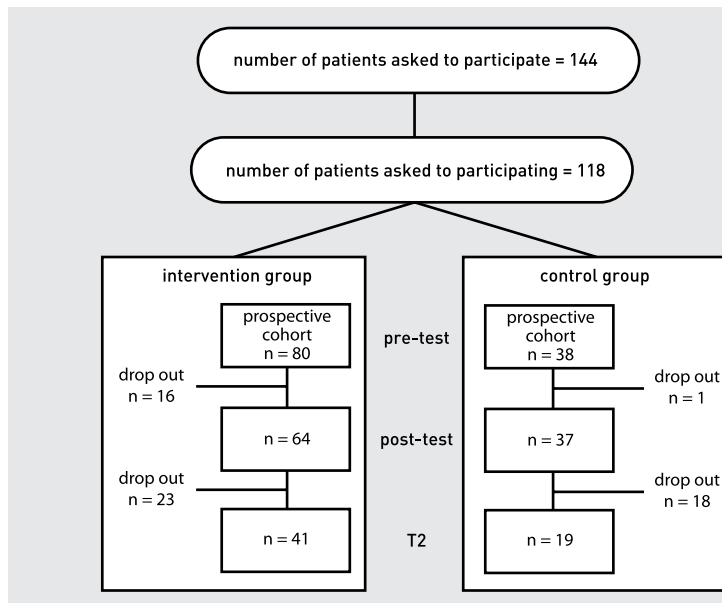 number of patients asked to participate = 144
number of patients asked to participating = 118
intervention group
prospective
cohort
n = 80
drop out
n = 16
n = 64
drop out
n = 23
n = 41
pre-test
post-test
T2
control group
prospective
cohort
n = 38
drop out
n = 1
n = 37
drop out
n = 18
n = 19